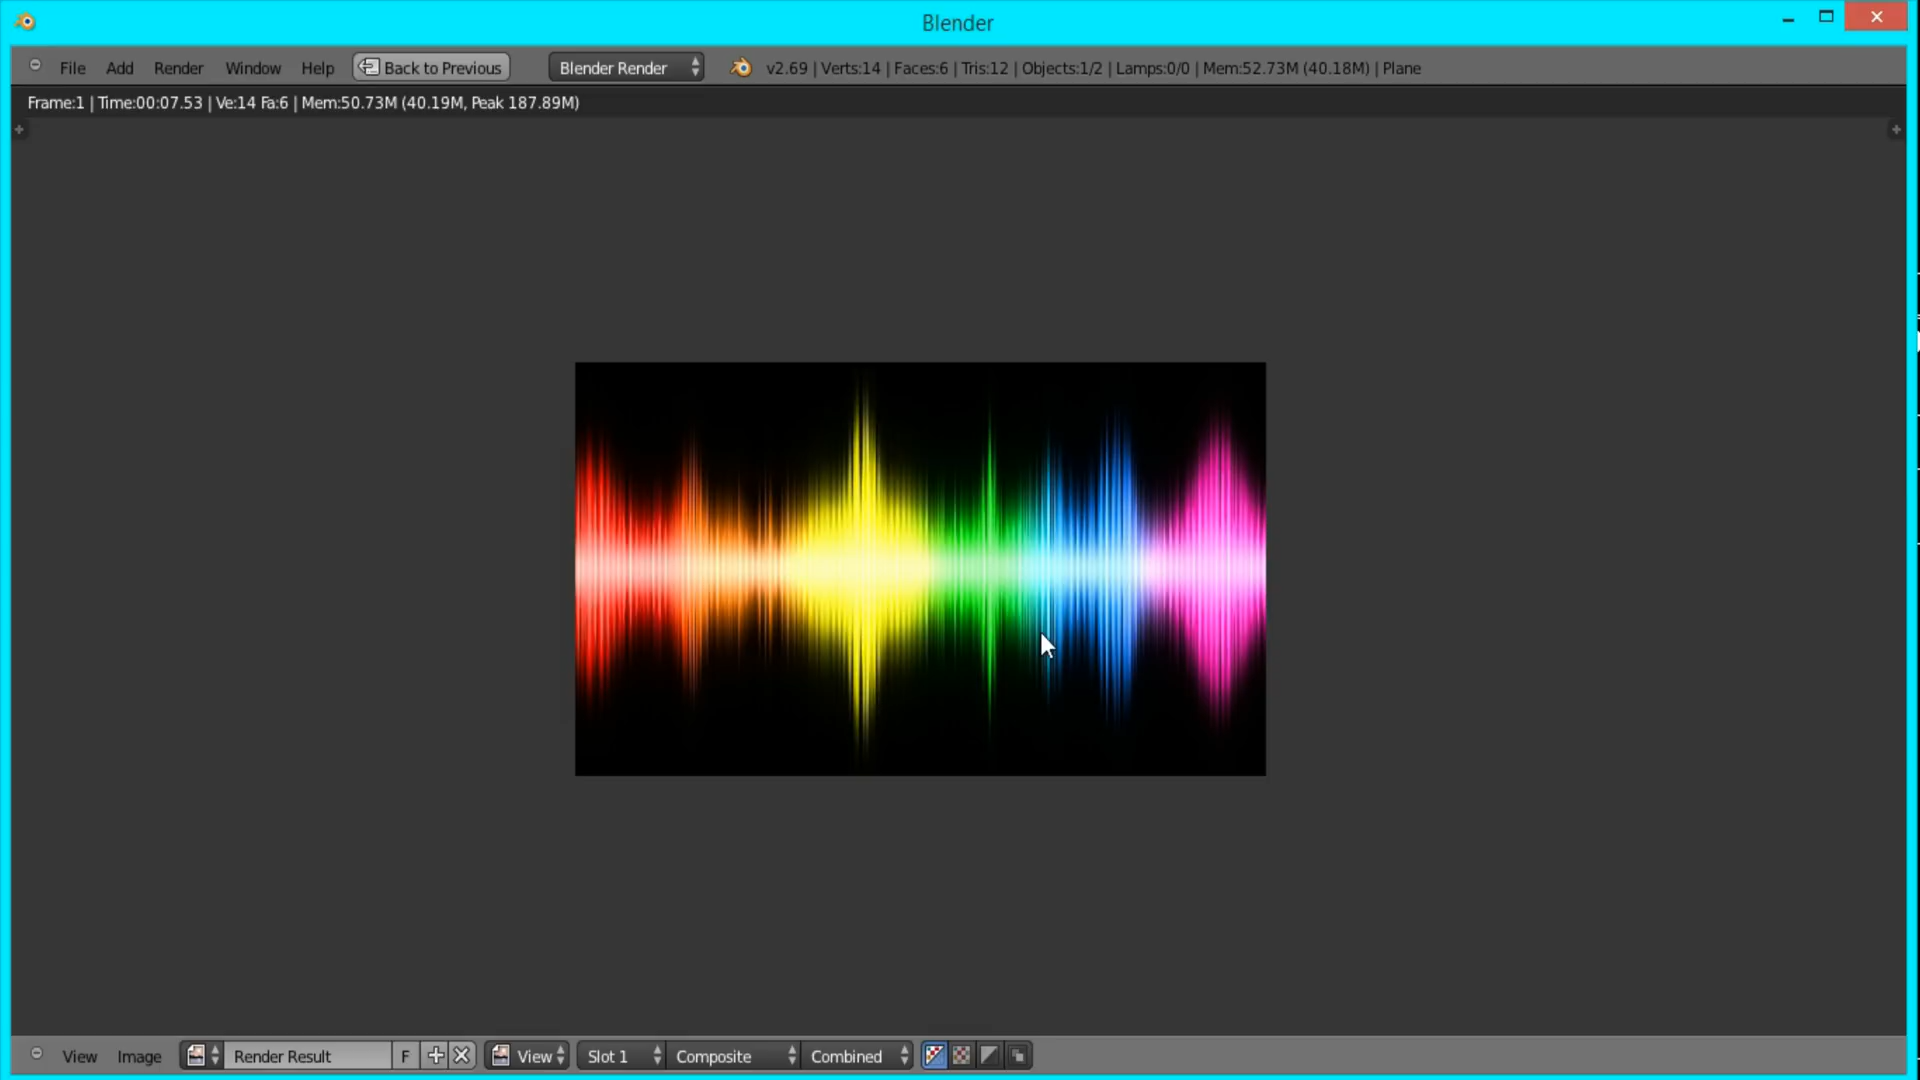 Blender
File Add Render Window Help Back to Previous Blender Render v2.69 | Verts:14 | Faces:6 | Tris:12 | Objects:1/2 | Lamps:0/0 | Mem:52.73M (40.18M) | Plane
Frame:1 | Time:00:07.53 | Ve:14 Fa:6 | Mem:50.73M (40.19M, Peak 187.89M)
View Image Render Result F View Slot 1 Composite Combined